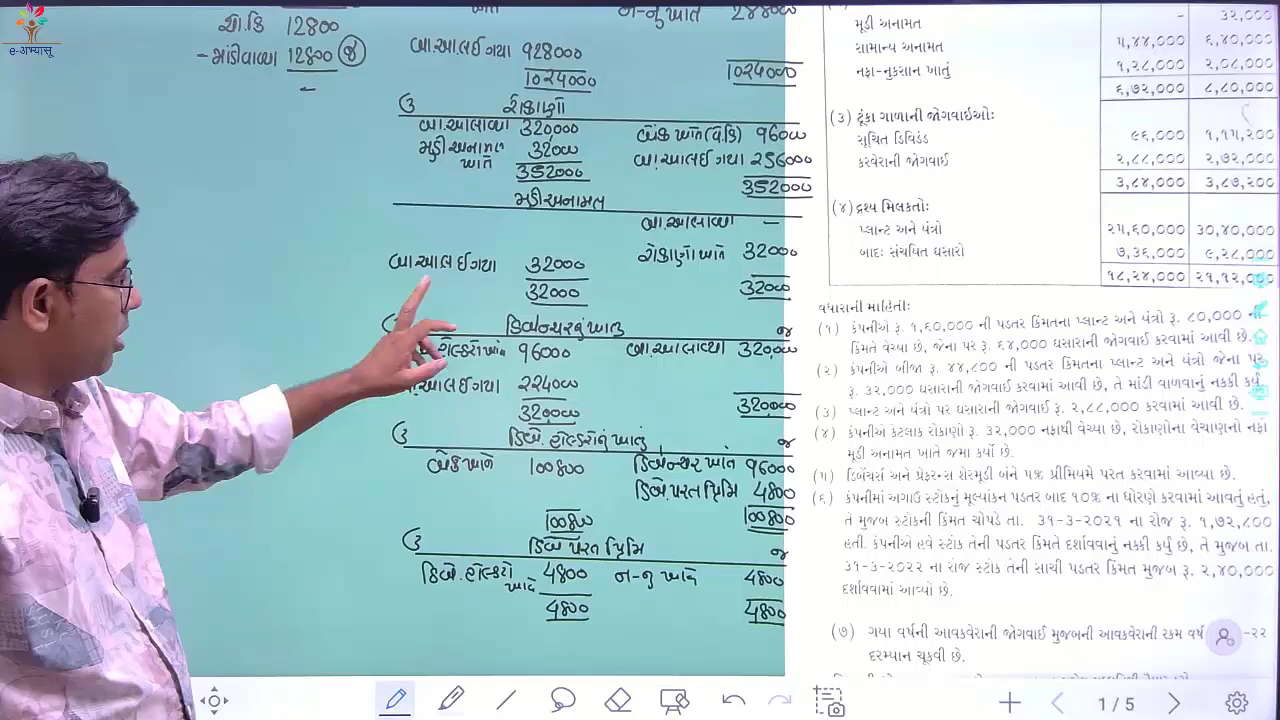 e-અભ્યાસૂ
ચો.કિ 12800
- માંડીવાળ્યા 12800 જ
ન-નુ ખાતે 244800
બા.આ.લઈ ગયા 928000
1024000 1024000
ઉ રોકાણો
બા.આ.લાવ્યા 320000 બેંક ખાતે (વે.કિ) 96000
મૂડી અનામત ખાતે 32000 બા.આ.લઈ ગયા 256000
352000 352000
મૂડી અનામત
બા.આ.લાવ્યા -
બા.આ.લ ઈ ગયા 32000 રોકાણો ખાતે 32000
32000 32000
ડિબેન્ચરનું ખાતુ જ
હોલ્ડરો ખાતે 96000 બા.આ.લાવ્યા 320000
બા.આ.લઈ ગયા 224000
320000 320000
ઉ ડિબે. હોલ્ડરોનું ખાતું જ
બેંક ખાતે 100800 ડિબેન્ચર ખાતે 96000
ડિબે.પરત પ્રિમિ 4800
100800 100800
ઉ ડિબે પરત પ્રિમિ જ
ડિબે. હોલ્ડરો ખાતે 4800 ન-નુ ખાતે 4800
4800 4800
મૂડી અનામત - ૩૨,૦૦૦
સામાન્ય અનામત ૫,૪૪,૦૦૦ ૬,૪૦,૦૦૦
નફા-નુકસાન ખાતું ૧,૨૮,૦૦૦ ૨,૦૮,૦૦૦
૬,૭૨,૦૦૦ ૮,૮૦,૦૦૦
(૩) ટૂંકા ગાળાની જોગવાઈઓ:
સૂચિત ડિવિડંડ ૯૬,૦૦૦ ૧,૧૫,૨૦૦
કરવેરાની જોગવાઈ ૨,૮૮,૦૦૦ ૨,૭૨,૦૦૦
૩,૮૪,૦૦૦ ૩,૮૭,૨૦૦
(૪) દ્રશ્ય મિલકતો:
પ્લાન્ટ અને યંત્રો ૨૫,૬૦,૦૦૦ ૩૦,૪૦,૦૦૦
બાદ: સંચયિત ઘસારો ૭,૩૬,૦૦૦ ૯,૨૮,૦૦૦
૧૮,૨૪,૦૦૦ ૨૧,૧૨,૦૦૦
વધારાની માહિતી:
(૧) કંપનીએ રૂ. ૧,૬૦,૦૦૦ ની પડતર કિંમતના પ્લાન્ટ અને યંત્રો રૂ. ૮૦,૦૦૦ ની
કિંમતે વેચ્યા છે, જેના પર રૂ. ૬૪,૦૦૦ ઘસારાની જોગવાઈ કરવામાં આવી છે.
(૨) કંપનીએ બીજા રૂ. ૪૪,૮૦૦ ની પડતર કિંમતના પ્લાન્ટ અને યંત્રો જેના પર
રૂ. ૩૨,૦૦૦ ઘસારાની જોગવાઈ કરવામાં આવી છે, તે માંડી વાળવાનું નક્કી કર્યું
(૩) પ્લાન્ટ અને યંત્રો પર ઘસારાની જોગવાઈ રૂ. ૨,૮૮,૦૦૦ કરવામાં આવી છે.
(૪) કંપનીએ કેટલાક રોકાણો રૂ. ૩૨,૦૦૦ નફાથી વેચ્યા છે, રોકાણોના વેચાણનો નફો
મૂડી અનામત ખાતે જમા કર્યો છે.
(૫) ડિબેંચર્સ અને પ્રેફરન્સ શેરમૂડી બંને ૫% પ્રીમિયમે પરત કરવામાં આવ્યા છે.
(૬) કંપનીમાં અગાઉ સ્ટોકનું મૂલ્યાંકન પડતર બાદ ૧૦% ના ધોરણે કરવામાં આવતું હતું,
તે મુજબ સ્ટોકની કિંમત ચોપડે તા. ૩૧-૩-૨૦૨૧ ના રોજ રૂ. ૧,૭૨,૮૦૦
હતી. કંપનીએ હવે સ્ટોક તેની પડતર કિંમતે દર્શાવવાનું નક્કી કર્યું છે, તે મુજબ તા.
૩૧-૩-૨૦૨૨ ના રોજ સ્ટોક તેની સાચી પડતર કિંમત મુજબ રૂ. ૨,૪૦,૦૦૦
દર્શાવવામાં આવ્યો છે.
(૭) ગયા વર્ષની આવકવેરાની જોગવાઈ મુજબની આવકવેરાની રકમ વર્ષ -૨૨
દરમ્યાન ચૂકવી છે.
1/5